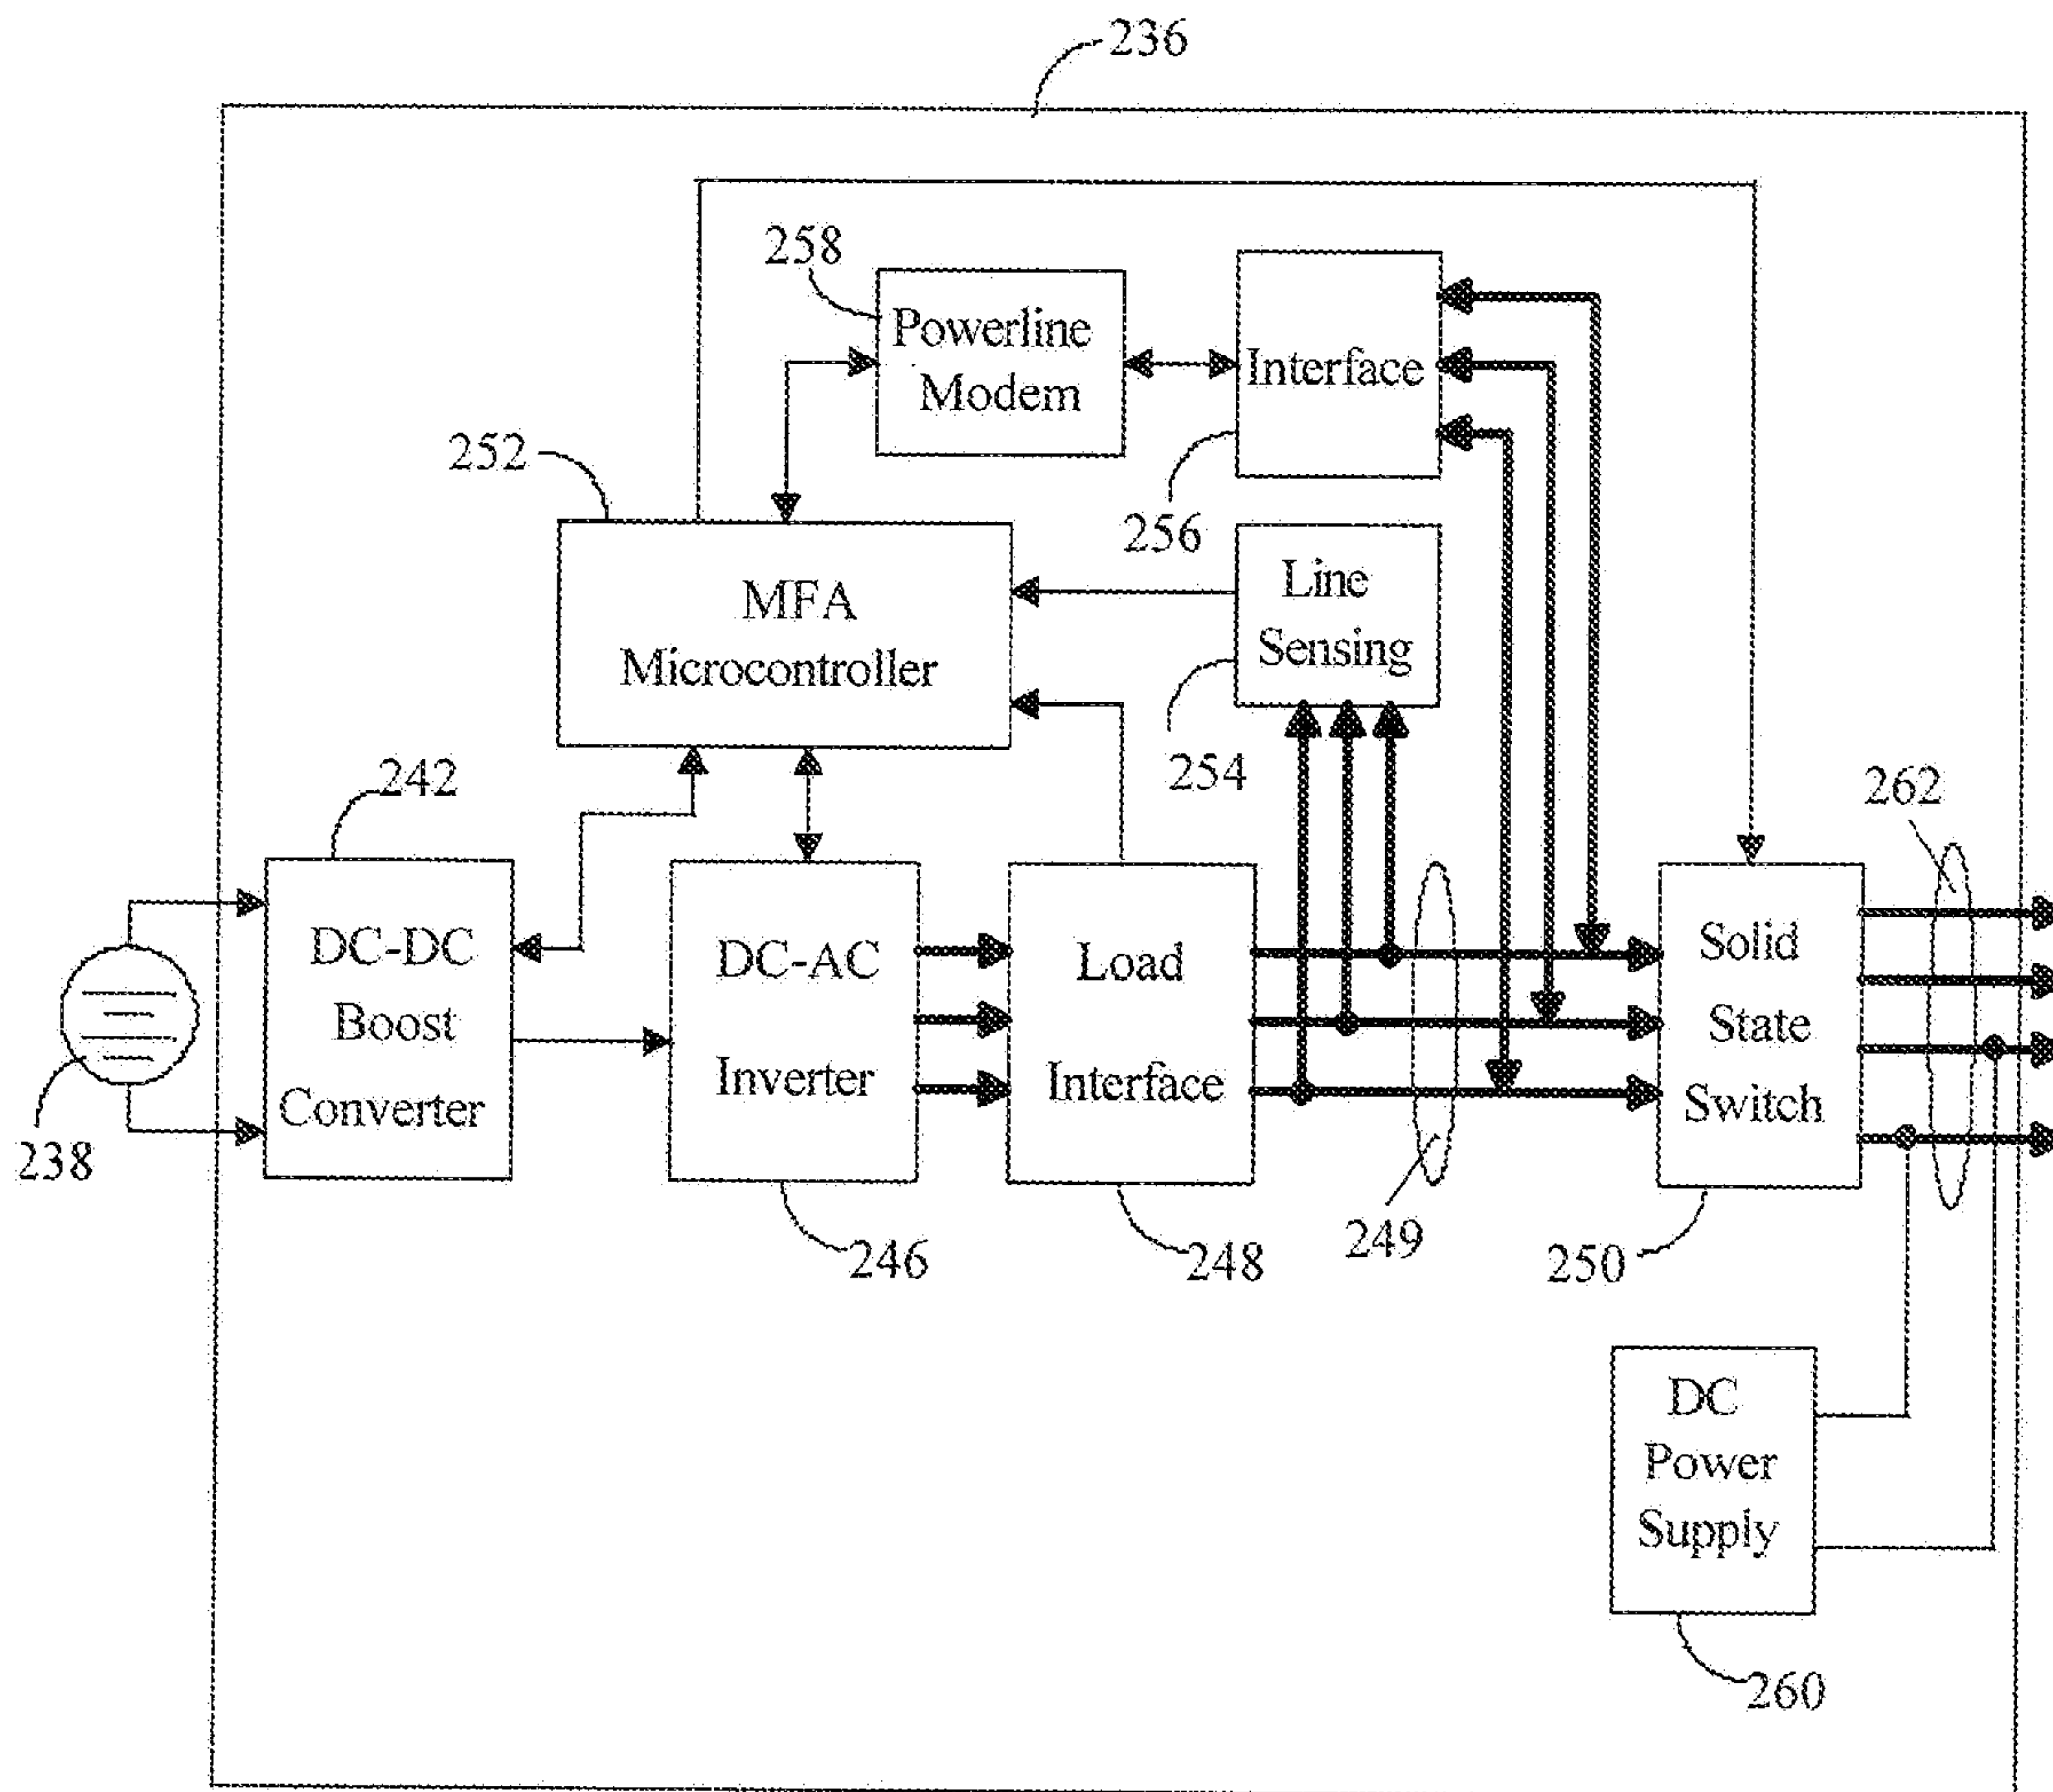 236
258
Powerline
Modem
Interface
252
256
MFA
Microcontroller
Line
Sensing
254
242
262
DC-DC
Boost
Converter
DC-AC
Inverter
Load
Interface
Solid
State
Switch
238
246
248
249
250
DC
Power
Supply
260